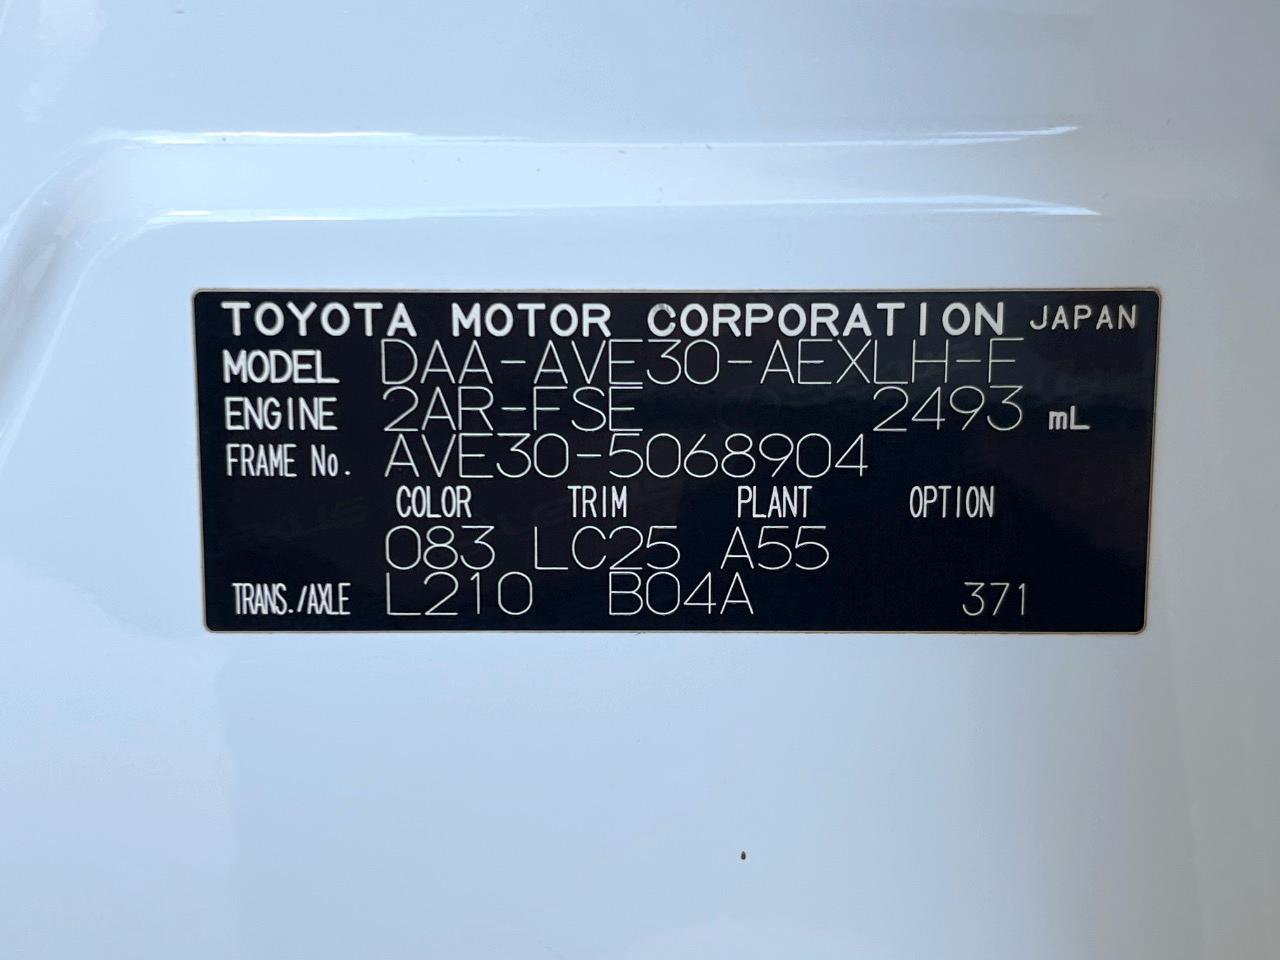 TOYOTA MOTOR CORPORATION JAPAN
MODEL DAA-AVE30-AEXLH-F
ENGINE 2AR-FSE 2493 mL
FRAME No. AVE30-5068904
COLOR TRIM PLANT OPTION
083 LC25 A55
TRANS./AXLE L210 B04A 371